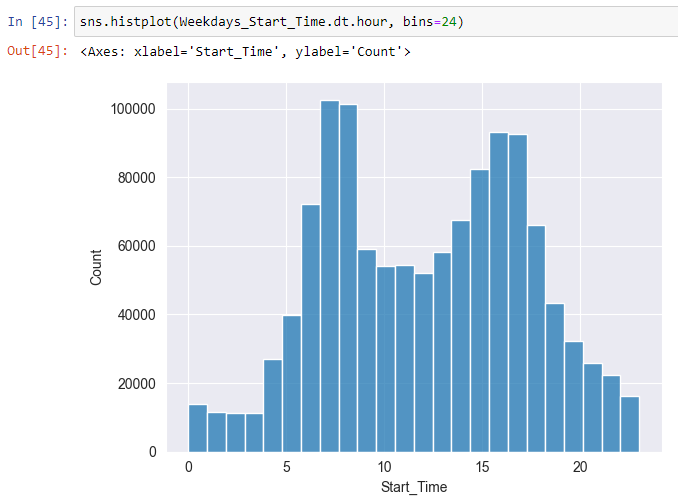 In [45]: sns.histplot(Weekdays_Start_Time.dt.hour, bins=24)
Out[45]: <Axes: xlabel='Start_Time', ylabel='Count'>
100000
80000
60000
40000
20000
0
Count
0 5 10 15 20
Start_Time